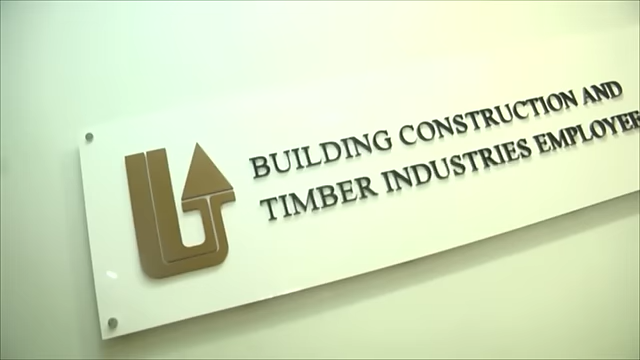 BUILDING CONSTRUCTION AND
TIMBER INDUSTRIES EMPLOYEE